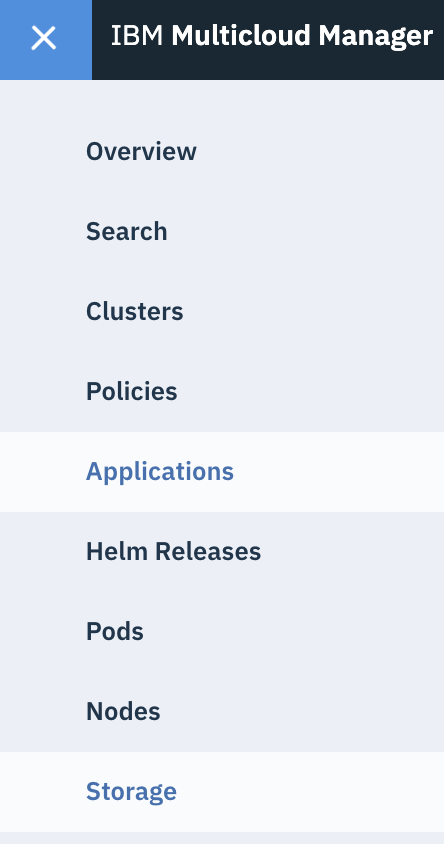 IBM Multicloud Manager
Overview
Search
Clusters
Policies
Applications
Helm Releases
Pods
Nodes
Storage